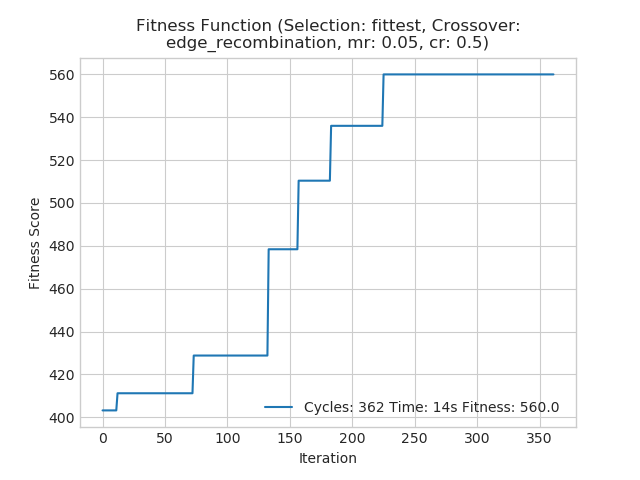 Fitness Function (Selection: fittest, Crossover:
edge_recombination, mr: 0.05, cr: 0.5)
560
540
520
500
480
460
440
420
400
Fitness Score
Cycles: 362 Time: 14s Fitness: 560.0
0 50 100 150 200 250 300 350
Iteration